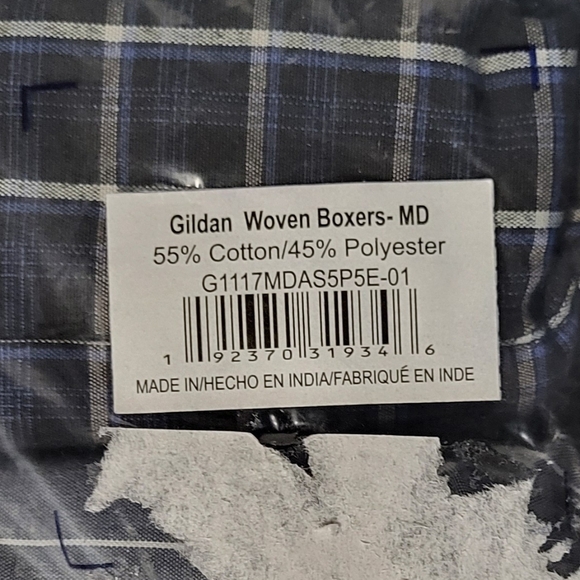 Gildan Woven Boxers- MD
55% Cotton/45% Polyester
G1117MDAS5P5E-01
1 92370 31934 6
MADE IN/HECHO EN INDIA/FABRIQUÉ EN INDE